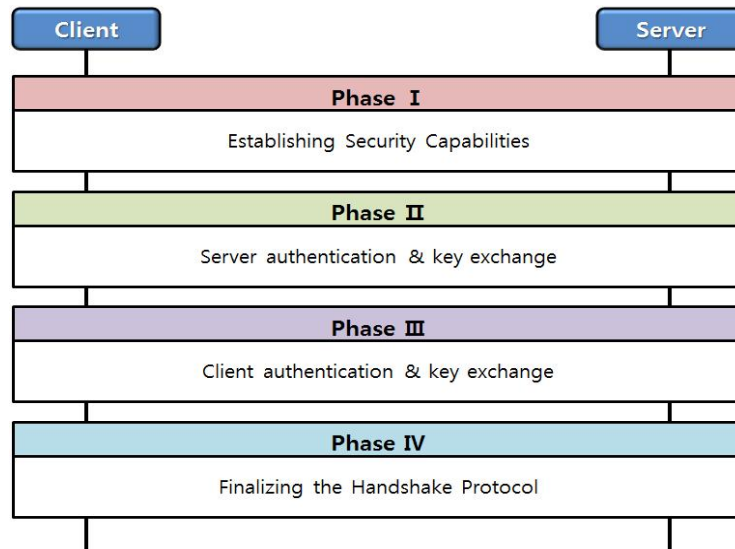 Client
Server
Phase Ⅰ
Establishing Security Capabilities
Phase Ⅱ
Server authentication & key exchange
Phase Ⅲ
Client authentication & key exchange
Phase Ⅳ
Finalizing the Handshake Protocol